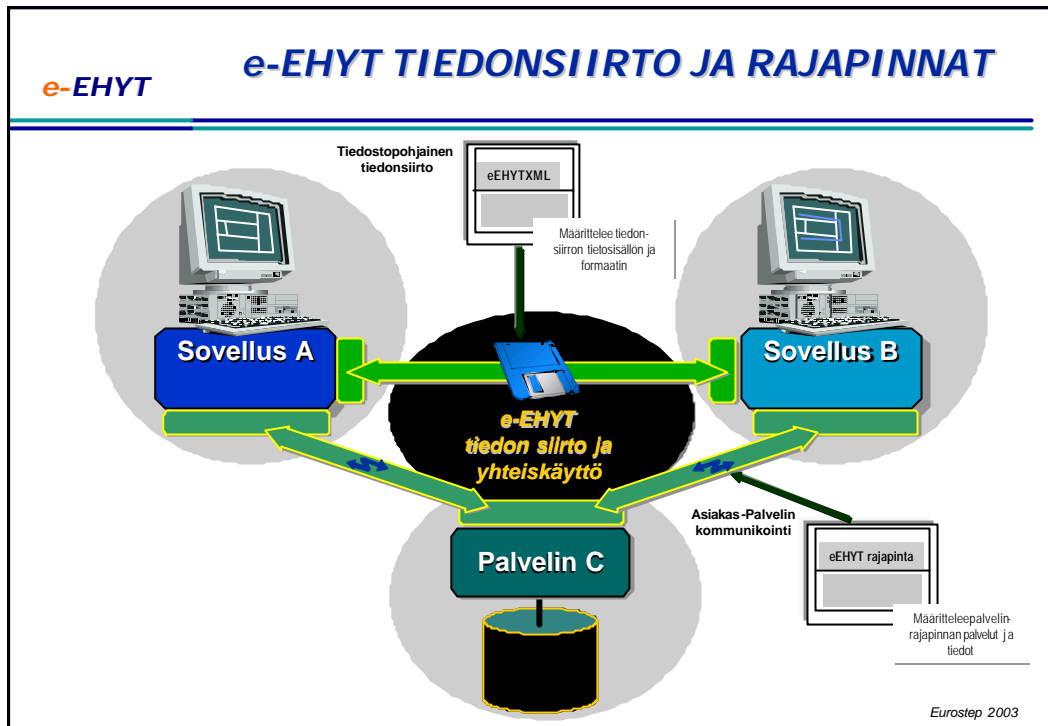 e-EHYT TIEDONSIIRTO JA RAJAPINNAT
e-EHYT
Tiedostopohjainen
tiedonsiirto
eEHYTXML
Määrittelee tiedon-
siirron tietosisällön ja
formaatin
Sovellus A
Sovellus B
e-EHYT
tiedon siirto ja
yhteiskäyttö
Asiakas-Palvelin
kommunikointi
Palvelin C
eEHYT rajapinta
Määritteleepalvelin-
rajapinnan palvelut ja
tiedot
Eurostep 2003